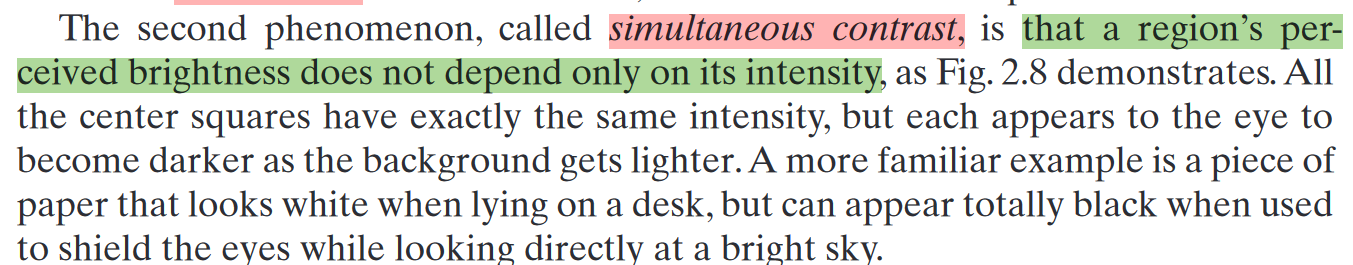 The second phenomenon, called simultaneous contrast, is that a region's per-
ceived brightness does not depend only on its intensity, as Fig. 2.8 demonstrates. All
the center squares have exactly the same intensity, but each appears to the eye to
become darker as the background gets lighter. A more familiar example is a piece of
paper that looks white when lying on a desk, but can appear totally black when used
to shield the eyes while looking directly at a bright sky.